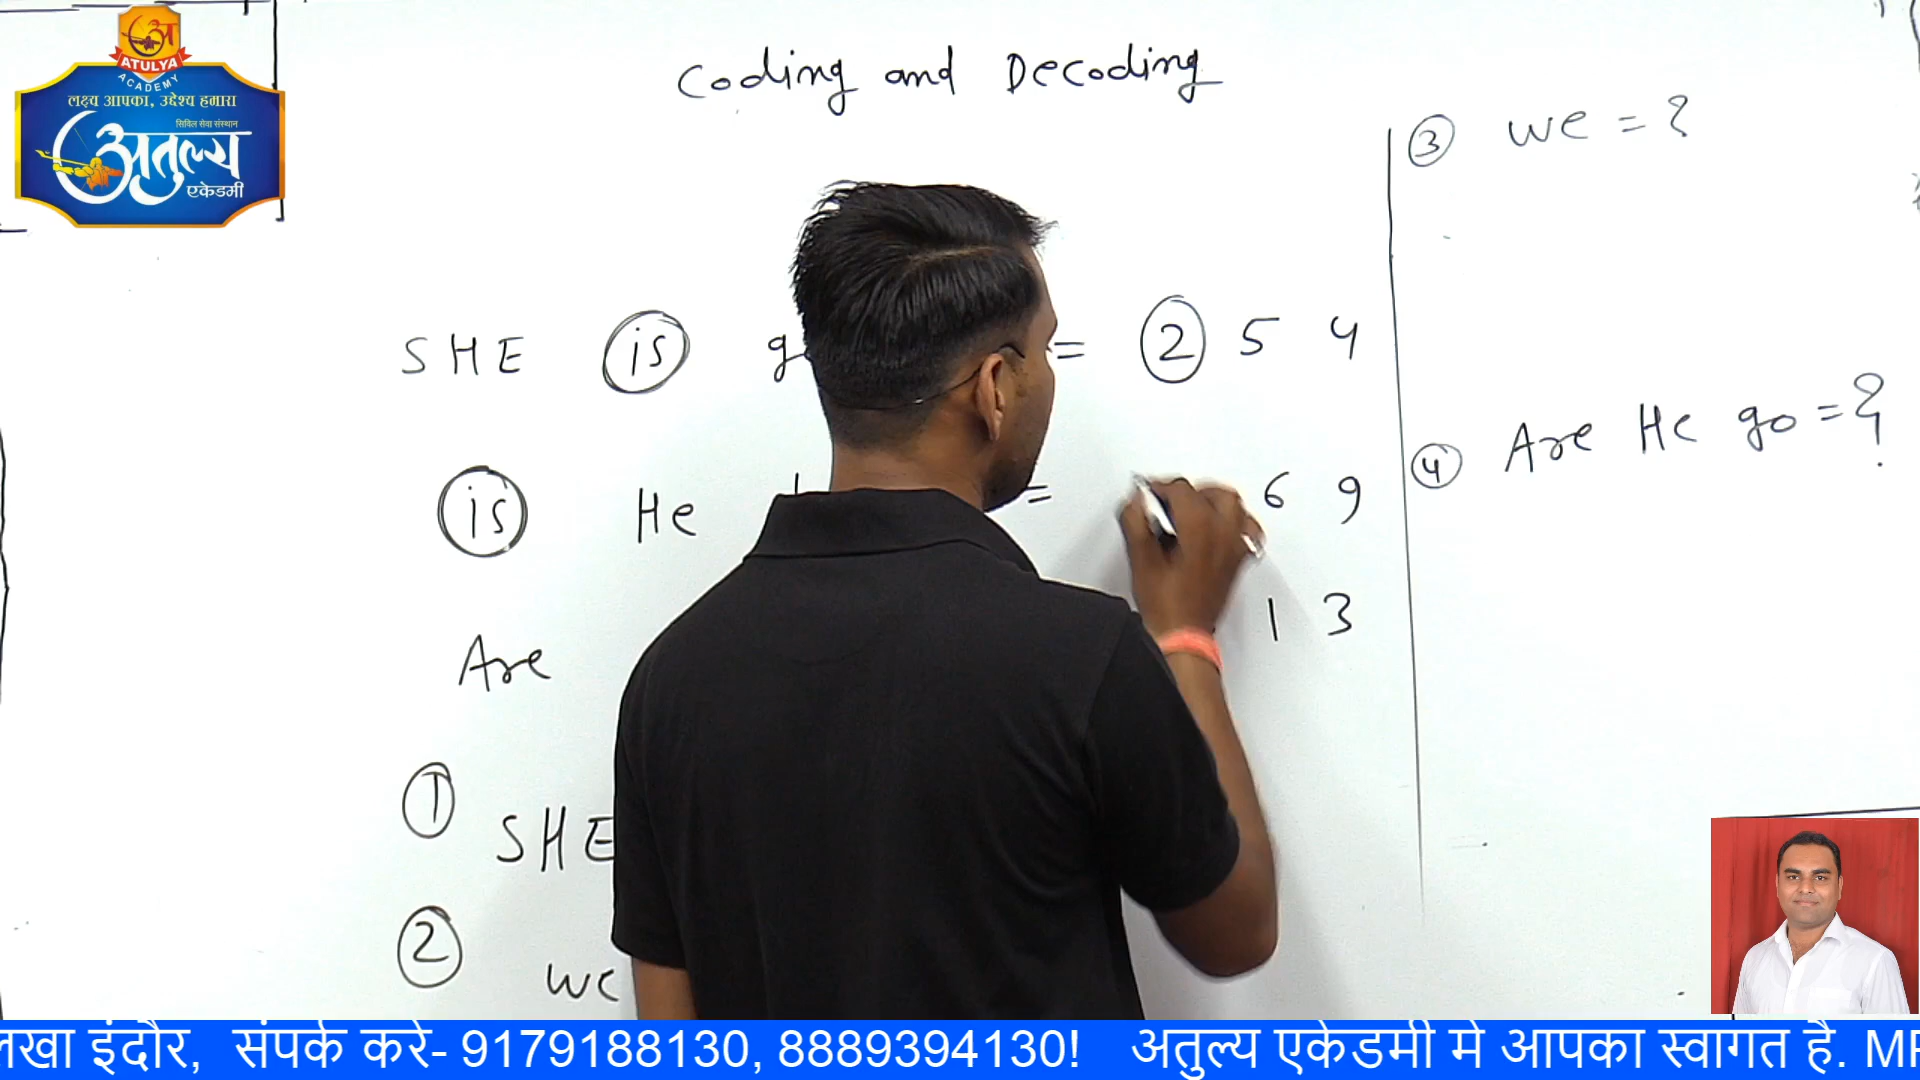 अ
ATULYA
ACADEMY
लक्ष्य आपका, उद्देश्य हमारा
सिविल सेवा संस्थान
अतुल्य
एकेडमी
Coding and Decoding
SHE is = 2 5 4
is He = 6 9
Are 1 3
1 SHE
2 we
3 we = ?
4 Are He go = ?
लखा इंदौर, संपर्क करे- 9179188130, 8889394130! अतुल्य एकेडमी मे आपका स्वागत है. MP